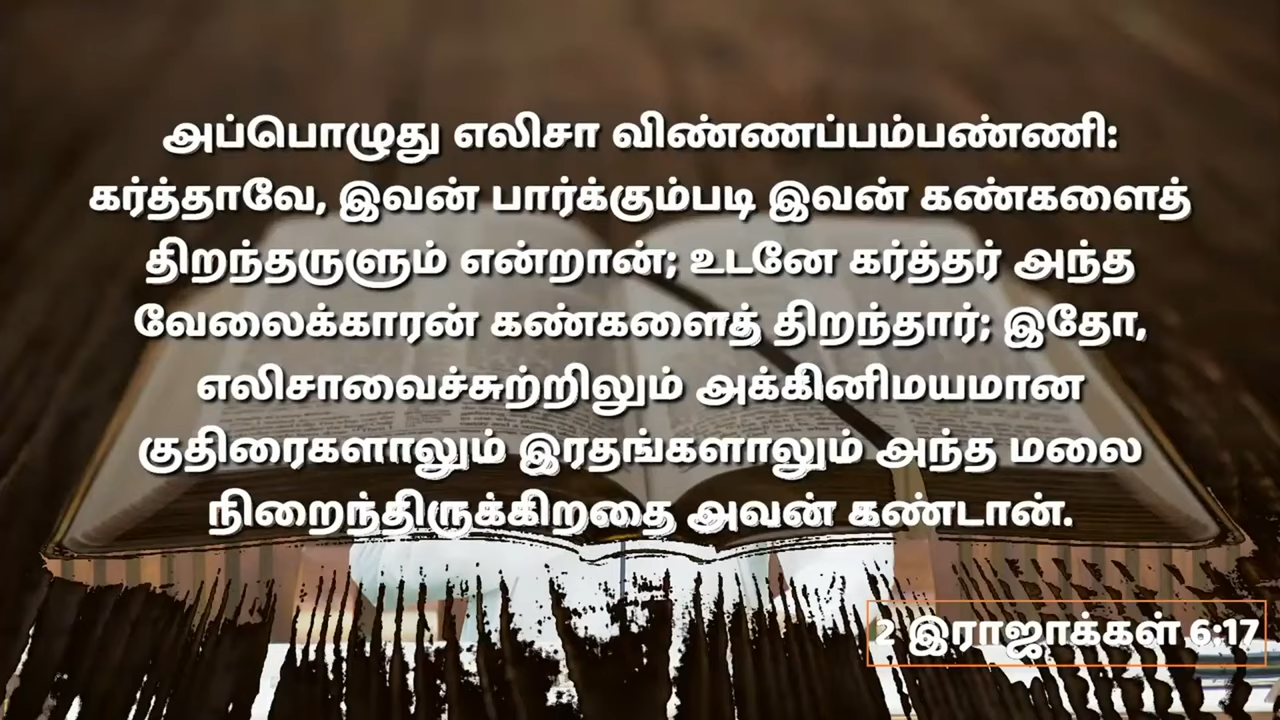 அப்பொழுது எலிசா விண்ணப்பம்பண்ணி:
கர்த்தாவே, இவன் பார்க்கும்படி இவன் கண்களைத்
திறந்தருளும் என்றான்; உடனே கர்த்தர் அந்த
வேலைக்காரன் கண்களைத் திறந்தார்; இதோ,
எலிசாவைச்சுற்றிலும் அக்கினிமயமான
குதிரைகளாலும் இரதங்களாலும் அந்த மலை
நிறைந்திருக்கிறதை அவன் கண்டான்.
2 இராஜாக்கள் 6:17